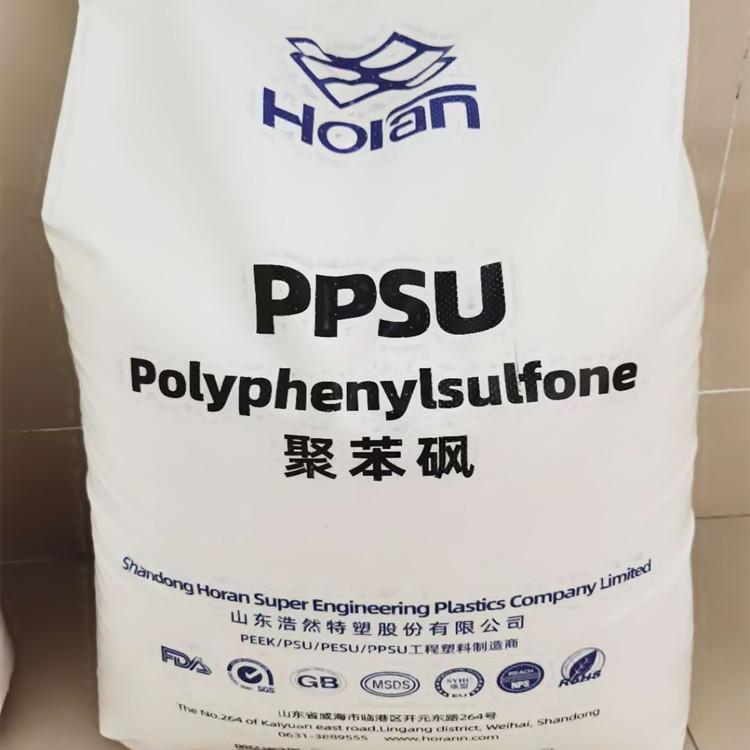 Horan
PPSU
Polyphenylsulfone
聚苯砜
Shandong Horan Super Engineering Plastics Company Limited
山东浩然特塑股份有限公司
PEEK/PSU/PESU/PPSU工程塑料制造商
FDA SGS GB MSDS SVHC EU REACH NPS RoHS
山东省威海市临港区开元东路264号
The No.264 of Kaiyuan east road,Lingang district, Weihai, Shandong
0631-3889555 www.horann.com